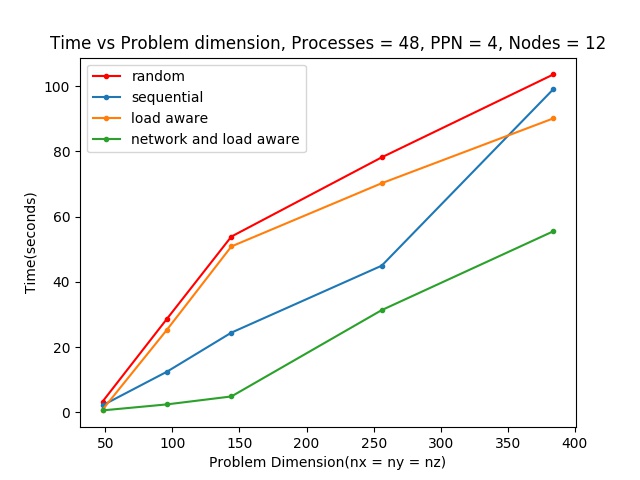 Time vs Problem dimension, Processes = 48, PPN = 4, Nodes = 12
random
sequential
load aware
network and load aware
Time(seconds)
100
80
60
40
20
0
50 100 150 200 250 300 350 400
Problem Dimension(nx = ny = nz)